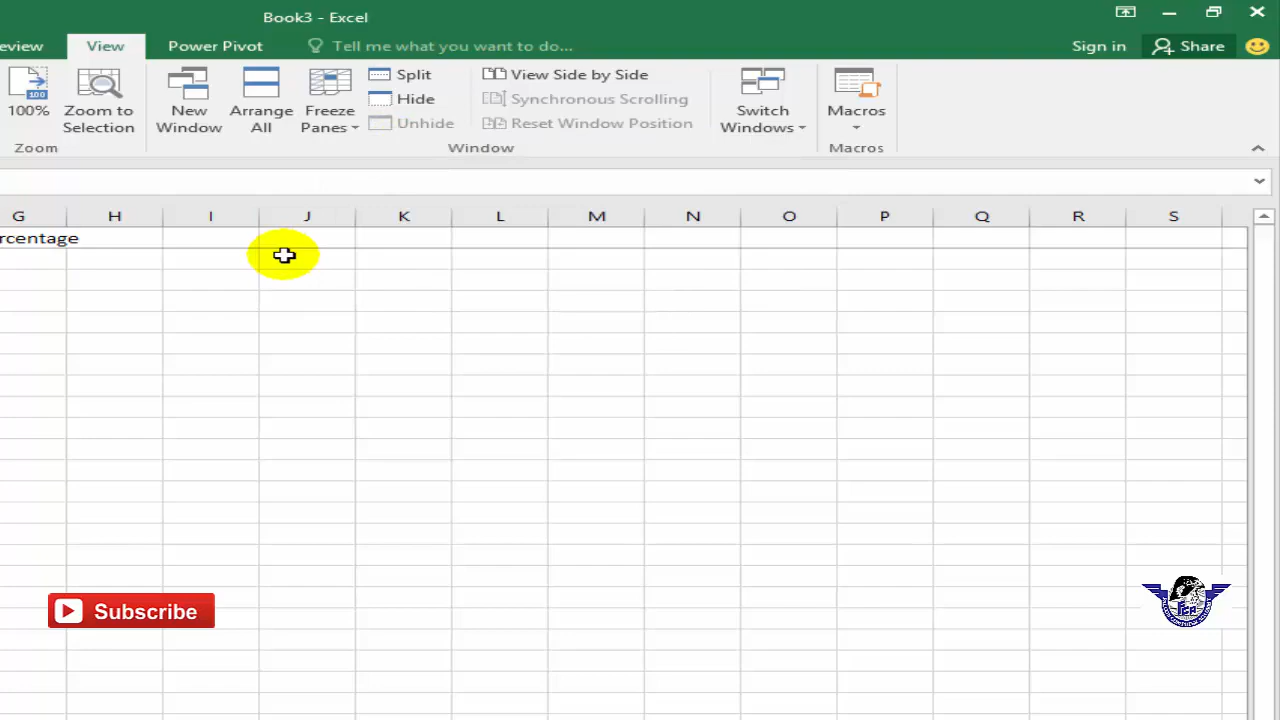 Book3 - Excel
eview View Power Pivot Tell me what you want to do... Sign in Share
100% Zoom to Selection New Window Arrange All Freeze Panes Split Hide Unhide View Side by Side Synchronous Scrolling Reset Window Position Switch Windows Macros
Zoom Window Macros
G H I J K L M N O P Q R S
rcentage
Subscribe